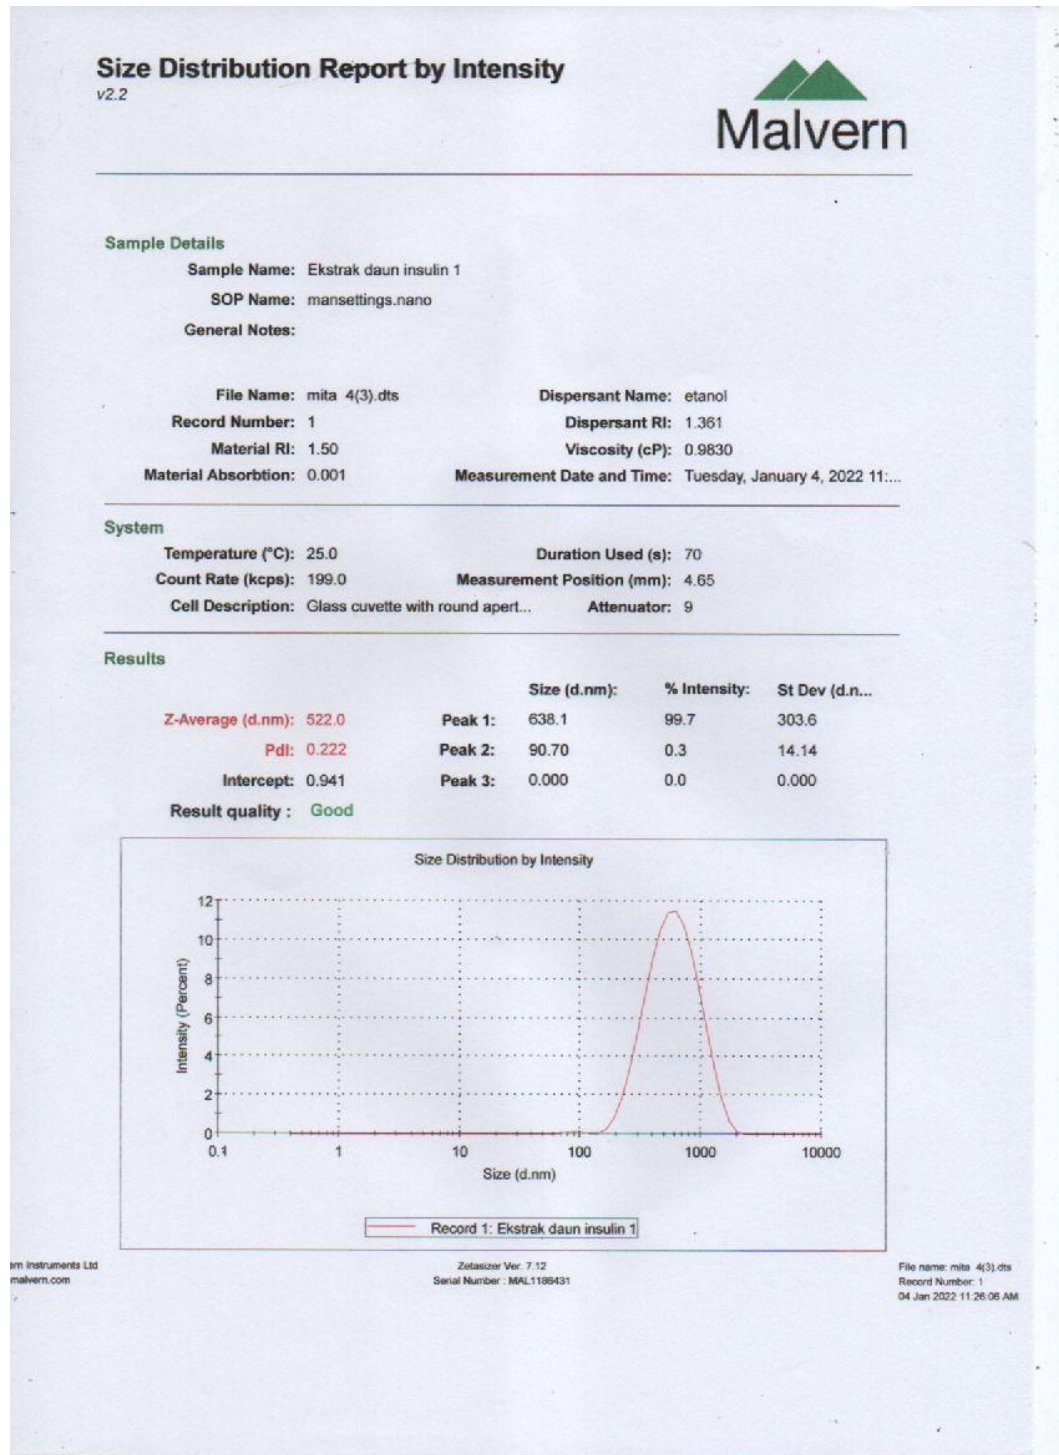 Size Distribution Report by Intensity
v2.2
Malvern
Sample Details
Sample Name: Ekstrak daun insulin 1
SOP Name: mansettings.nano
General Notes:
File Name: mita 4(3).dts Dispersant Name: etanol
Record Number: 1 Dispersant RI: 1.361
Material RI: 1.50 Viscosity (cP): 0.9830
Material Absorbtion: 0.001 Measurement Date and Time: Tuesday, January 4, 2022 11:...
System
Temperature (°C): 25.0 Duration Used (s): 70
Count Rate (kcps): 199.0 Measurement Position (mm): 4.65
Cell Description: Glass cuvette with round apert... Attenuator: 9
Results
Size (d.nm): % Intensity: St Dev (d.n...
Z-Average (d.nm): 522.0 Peak 1: 638.1 99.7 303.6
PdI: 0.222 Peak 2: 90.70 0.3 14.14
Intercept: 0.941 Peak 3: 0.000 0.0 0.000
Result quality : Good
Size Distribution by Intensity
12
10
8
6
4
2
0
Intensity (Percent)
0.1 1 10 100 1000 10000
Size (d.nm)
Record 1: Ekstrak daun insulin 1
ern Instruments Ltd Zetasizer Ver. 7.12 File name: mita 4(3).dts
malvern.com Serial Number : MAL1186431 Record Number: 1
04 Jan 2022 11:26:06 AM